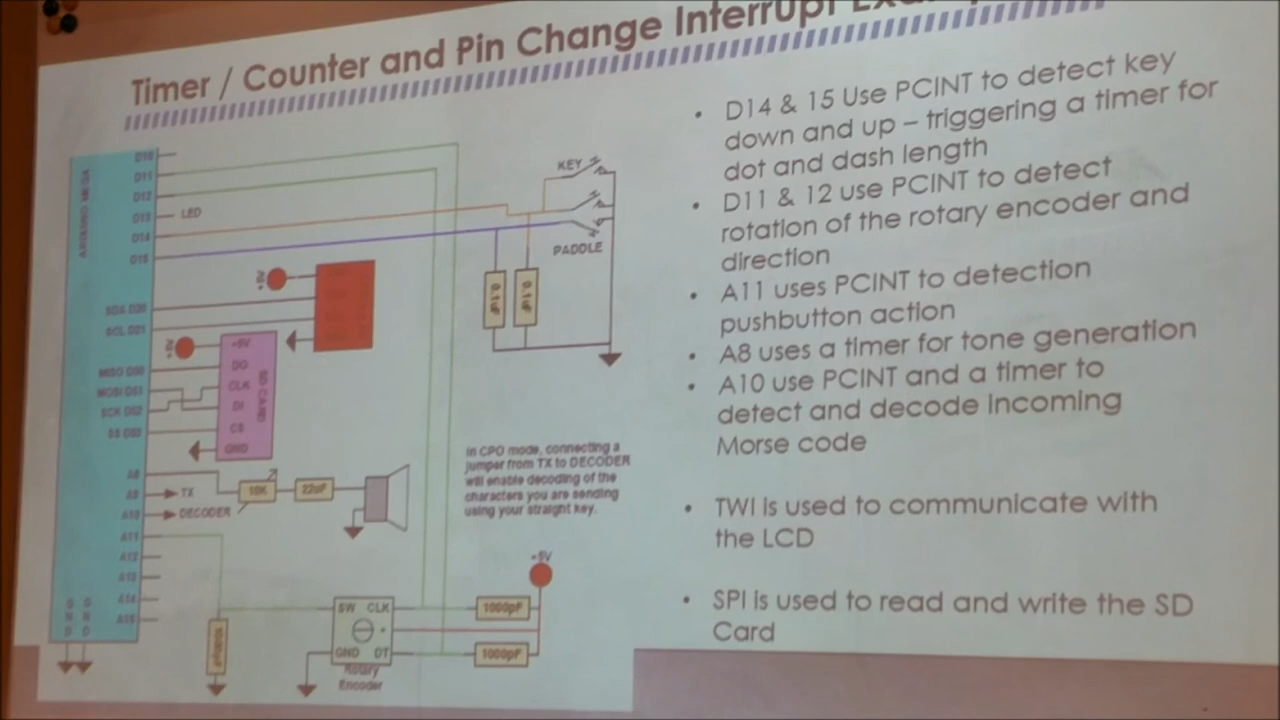 Timer / Counter and Pin Change Interrupt
• D14 & 15 Use PCINT to detect key
down and up – triggering a timer for
dot and dash length
• D11 & 12 use PCINT to detect
rotation of the rotary encoder and
direction
• A11 uses PCINT to detection
pushbutton action
• A8 uses a timer for tone generation
• A10 use PCINT and a timer to
detect and decode incoming
Morse code
• TWI is used to communicate with
the LCD
• SPI is used to read and write the SD
Card
D10
D11
D12
D13
LED
D14
D15
KEY
PADDLE
0.1uF
0.1uF
SDA D20
SCL D21
MISO D50
MOSI D51
SCK D52
SS D53
+5V
DO
CLK
DI
CS
GND
SD CARD
A8
A9
TX
A10
DECODER
A11
A12
A13
A14
A15
10K
22uF
In CPO mode, connecting a
jumper from TX to DECODER
will enable decoding of the
characters you are sending
using your straight key.
+5V
SW CLK
+
GND DT
1000pF
1000pF
1000pF
Rotary
Encoder
GND
GND